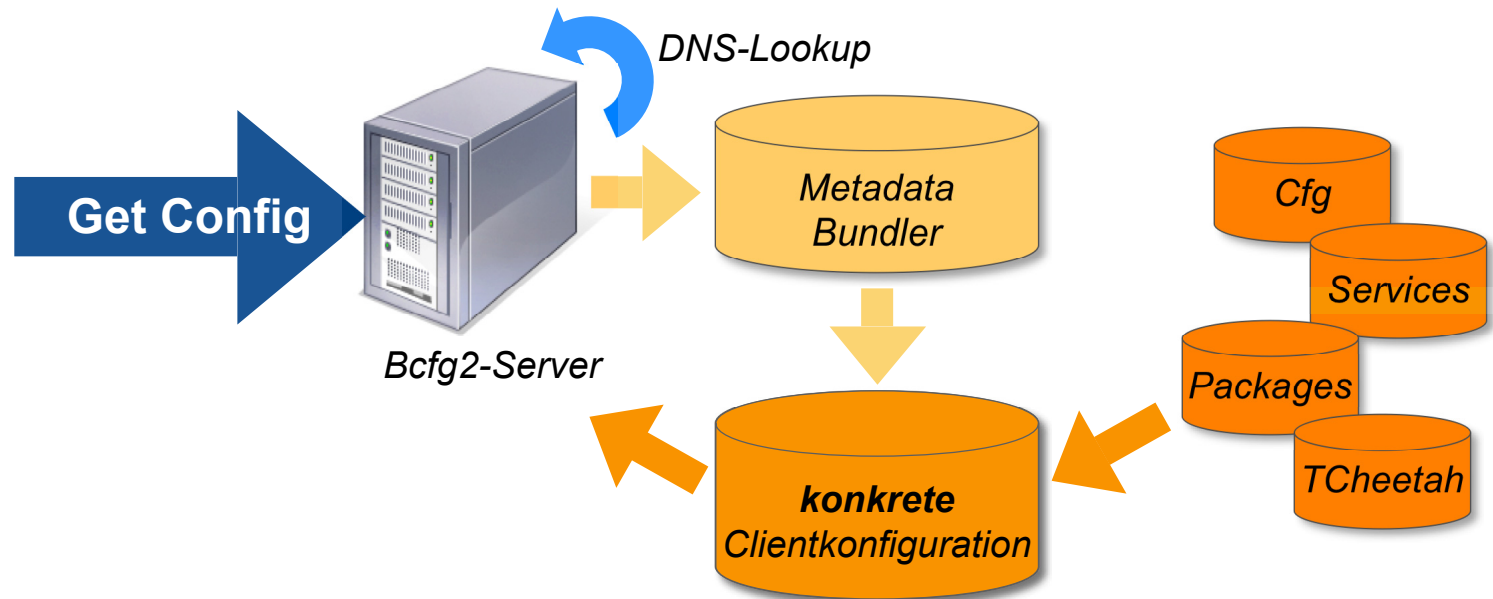 DNS-Lookup
Get Config
Bcfg2-Server
Metadata
Bundler
Cfg
Services
Packages
TCheetah
konkrete
Clientkonfiguration